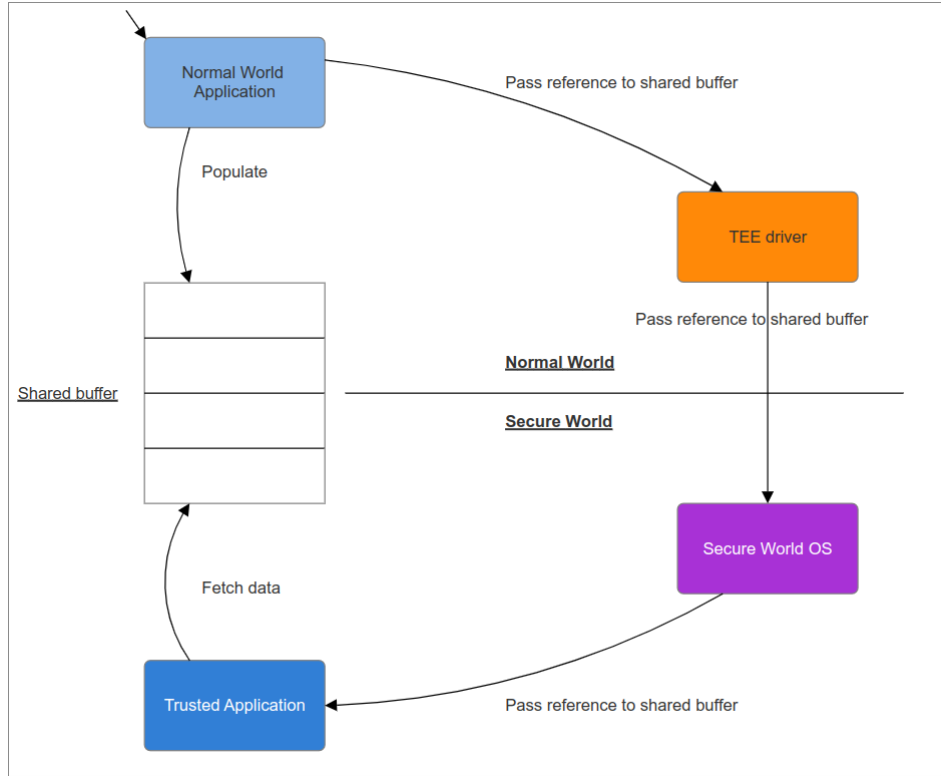 Normal World
Application
Pass reference to shared buffer
Populate
TEE driver
Pass reference to shared buffer
Normal World
Shared buffer
Secure World
Secure World OS
Fetch data
Trusted Application
Pass reference to shared buffer